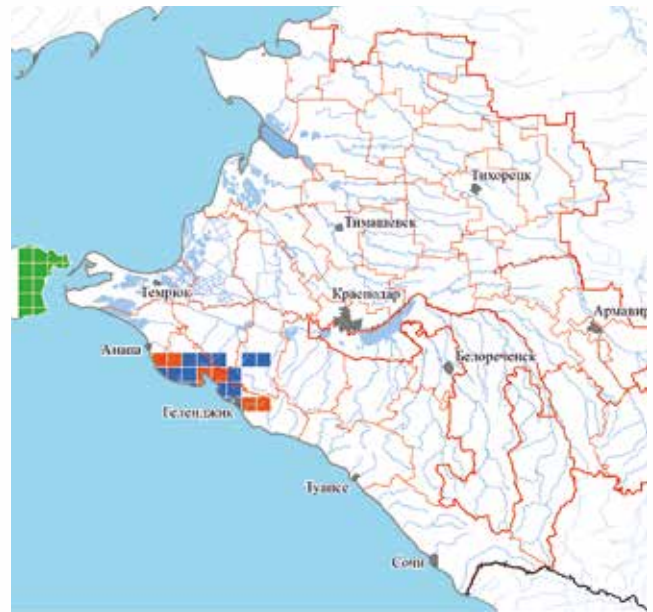 Тихорецк
Тимашевск
Темрюк
Краснодар
Армавир
Анапа
Белореченск
Геленджик
Туапсе
Сочи